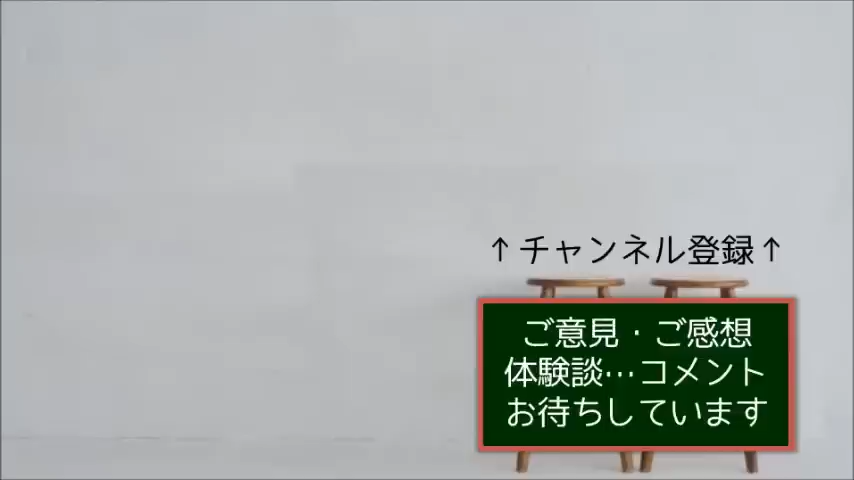 ↑チャンネル登録↑
ご意見・ご感想
体験談…コメント
お待ちしています